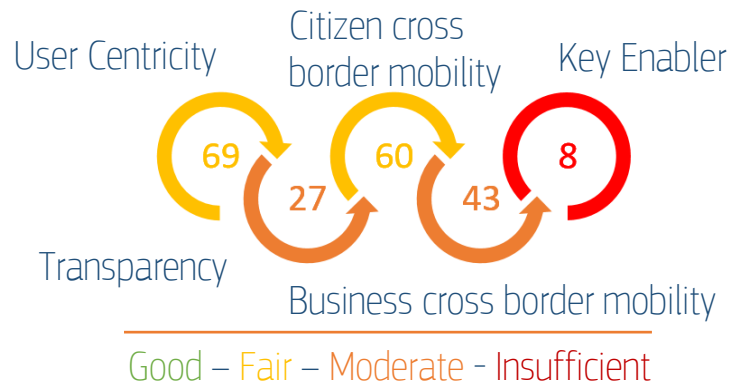 User Centricity
Citizen cross
border mobility
Key Enabler
69
27
60
43
8
Transparency
Business cross border mobility
Good – Fair – Moderate - Insufficient